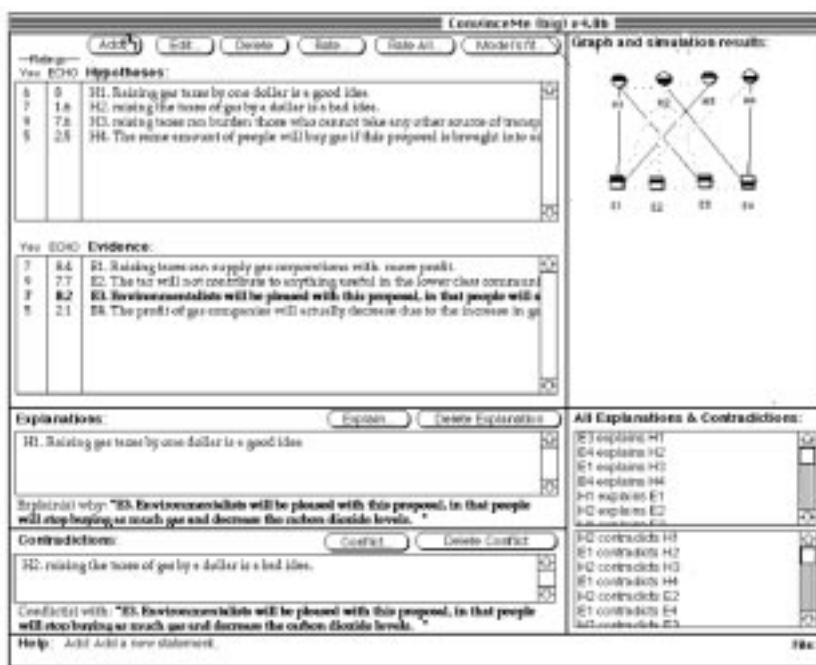 ConvinceMe (big) v4.0b
Add... Edit... Delete Rate... Rate All... Model's fit...
Ratings
You ECHO Hypotheses:
6 8 H1. Raising gas taxes by one dollar is a good idea
7 1.6 H2. raising the taxes of gas by a dollar is a bad idea.
9 7.6 H3. raising taxes can burden those who cannot take any other source of transp
5 2.5 H4. The same amount of people will buy gas if this proposal is brought into
You ECHO Evidence:
7 8.4 E1. Raising taxes can supply gas corporations with more profit.
9 7.7 E2. The tax will not contribute to anything useful in the lower class communi
7 8.2 E3. Environmentalists will be pleased with this proposal, in that people will s
8 2.1 E4. The profit of gas companies will actually decrease due to the increase in ga
Graph and simulation results:
H1 H2 H3 H4
E1 E2 E3 E4
Explanations: Explain... Delete Explanation
H1. Raising gas taxes by one dollar is a good idea
Explain(s) why: "E3. Environmentalists will be pleased with this proposal, in that people
will stop buying as much gas and decrease the carbon dioxide levels. "
Contradictions: Conflict... Delete Conflict
H2. raising the taxes of gas by a dollar is a bad idea.
Conflict(s) with: "E3. Environmentalists will be pleased with this proposal, in that people
will stop buying as much gas and decrease the carbon dioxide levels. "
All Explanations & Contradictions:
E3 explains H1
E4 explains H2
E1 explains H3
E4 explains H4
H1 explains E1
H2 explains E2
H2 contradicts H1
E1 contradicts H2
H2 contradicts H3
E1 contradicts H4
H2 contradicts E2
E1 contradicts E4
H2 contradicts E3
Help: Add: Add a new statement.
File: